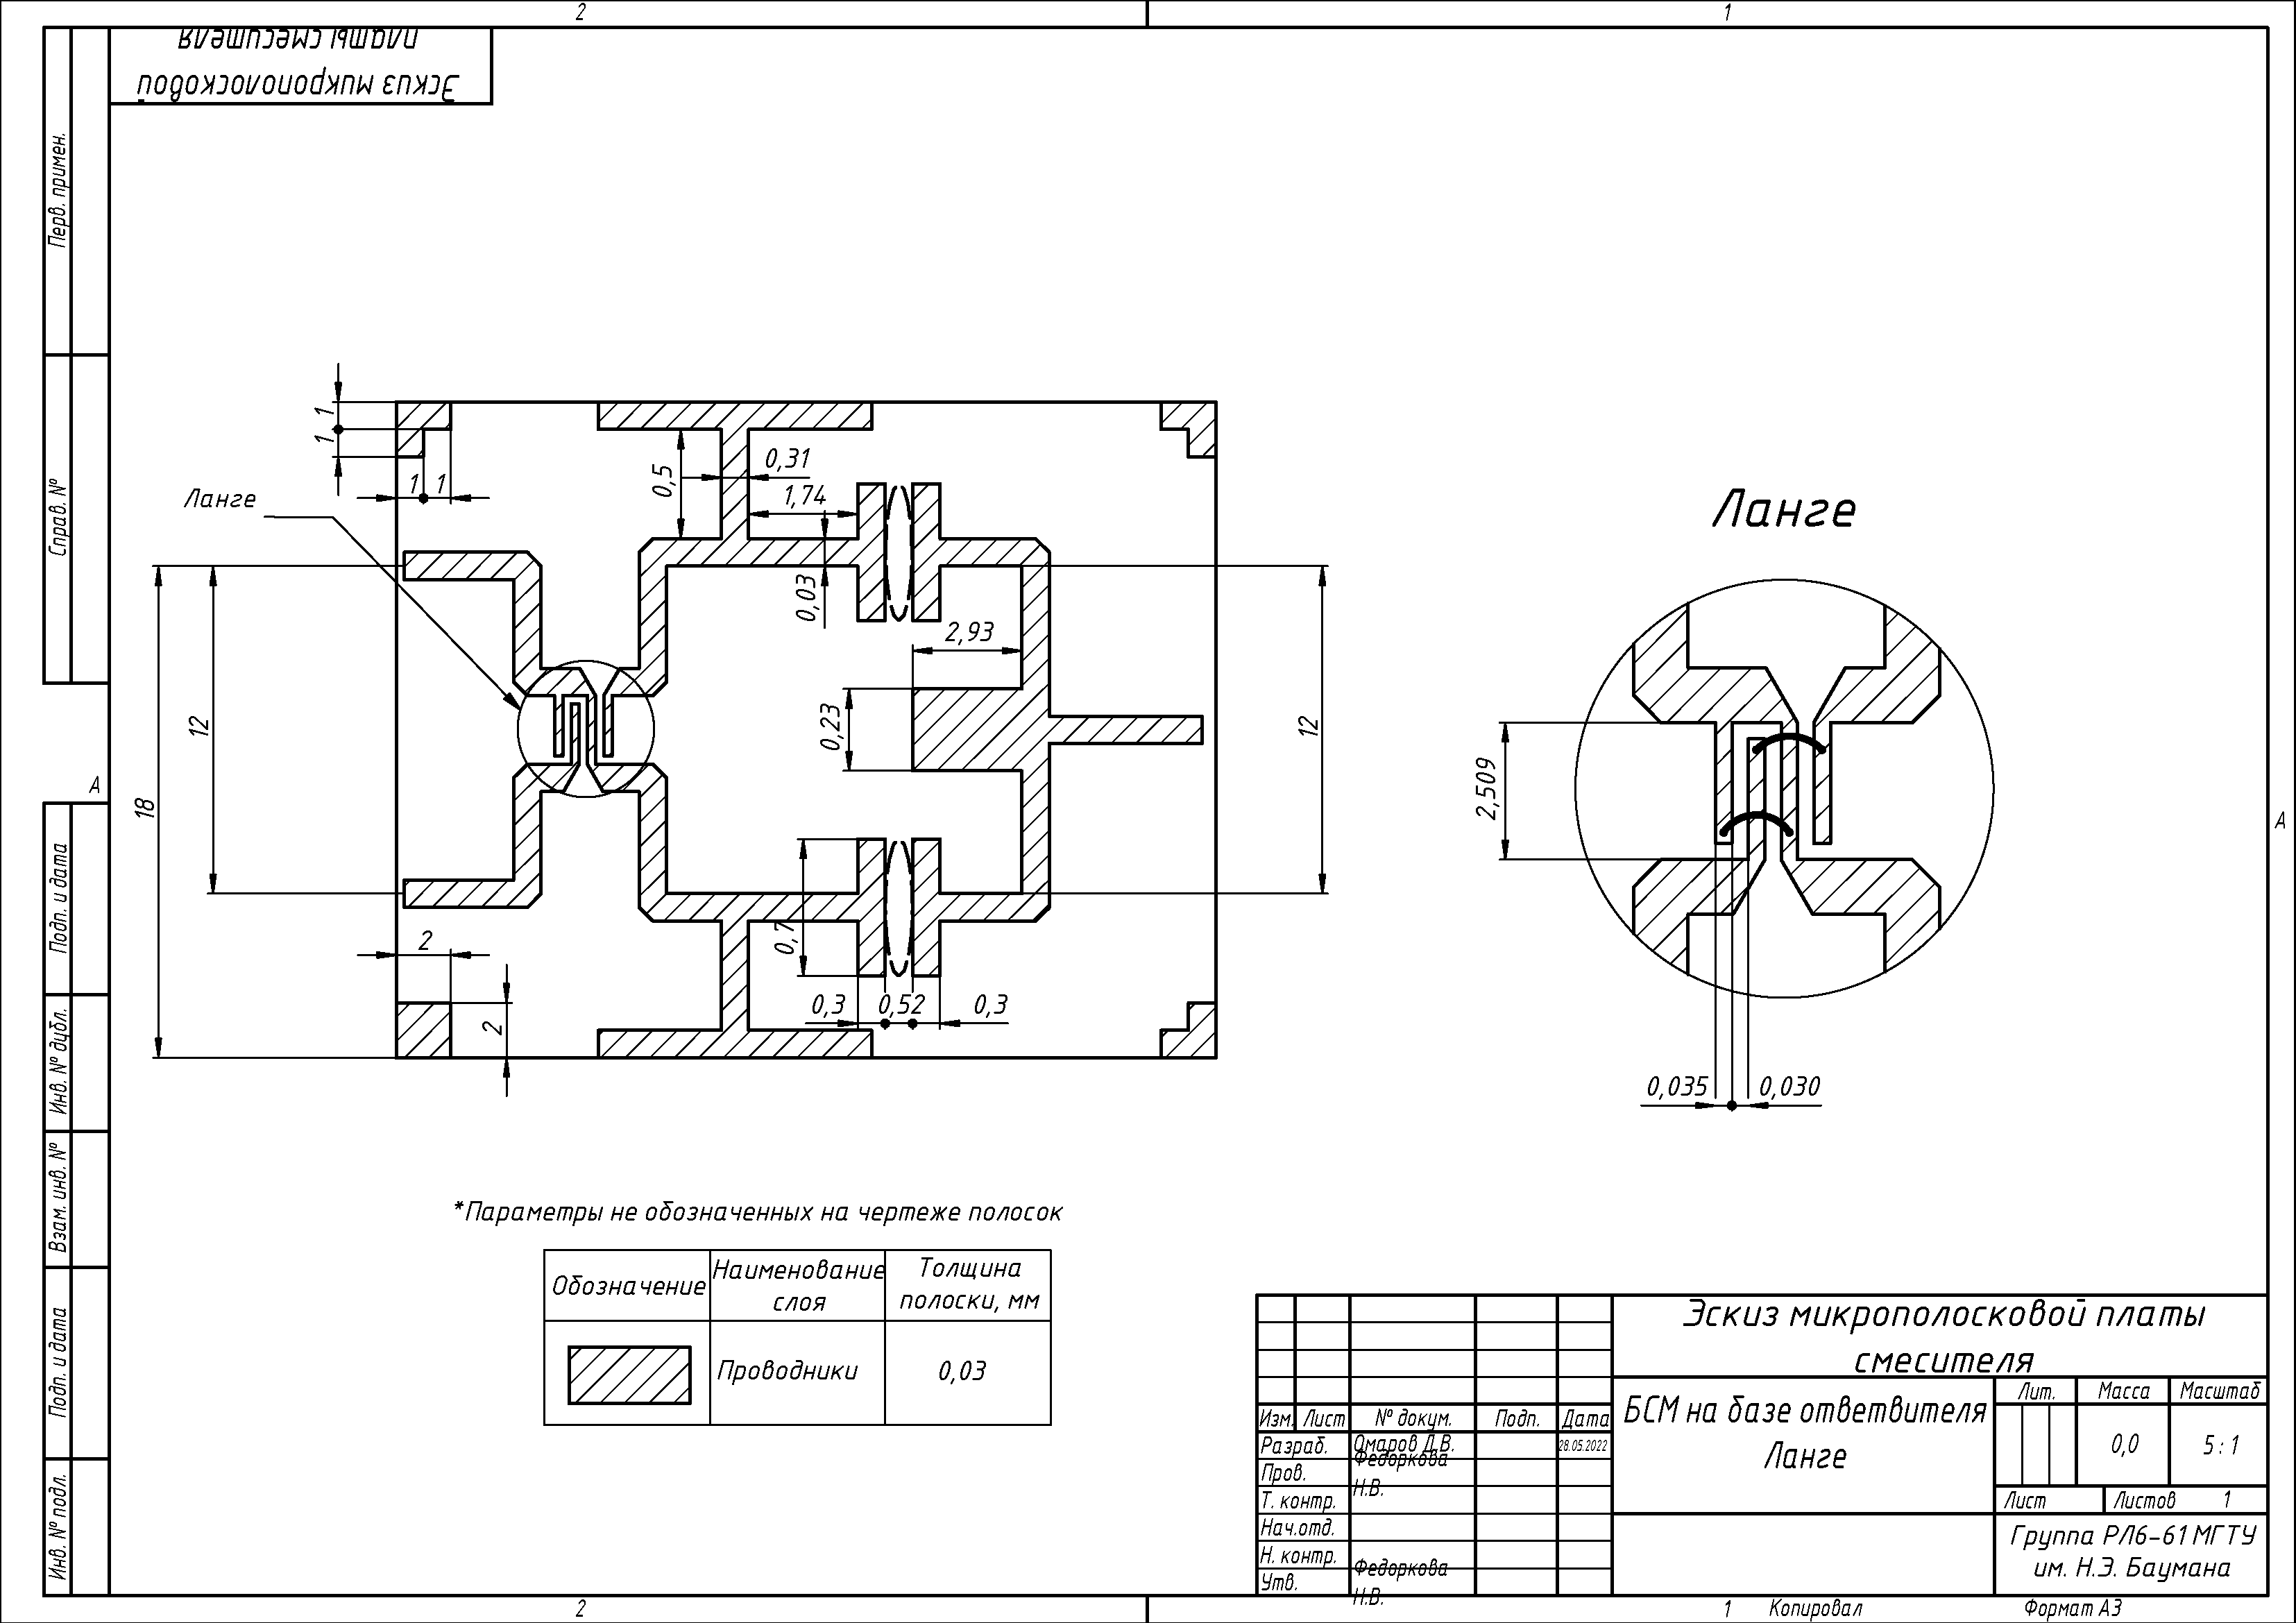 2
1
Эскиз микрополосковой
платы смесителя
Перв. примен.
Справ. №
Подп. и дата
Инв. № дубл.
Взам. инв. №
Подп. и дата
Инв. № подл.
А
А
Ланге
1
1
1
1
0,5
0,31
1,74
0,03
2,93
0,23
12
18
12
2
2
0,7
0,3
0,52
0,3
Ланге
2,509
0,035
0,030
*Параметры не обозначенных на чертеже полосок
Обозначение
Наименование
слоя
Толщина
полоски, мм
Проводники
0,03
Эскиз микрополосковой платы
смесителя
БСМ на базе ответвителя
Ланге
Лит.
Масса
Масштаб
0,0
5:1
Лист
Листов 1
Группа РЛ6-61 МГТУ
им. Н.Э. Баумана
Изм. Лист № докум. Подп. Дата
Разраб. Омаров Д.В. 28.05.2022
Пров. Федоркова
Н.В.
Т. контр.
Нач.отд.
Н. контр.
Утв. Федоркова
Н.В.
2
1
Копировал
Формат А3